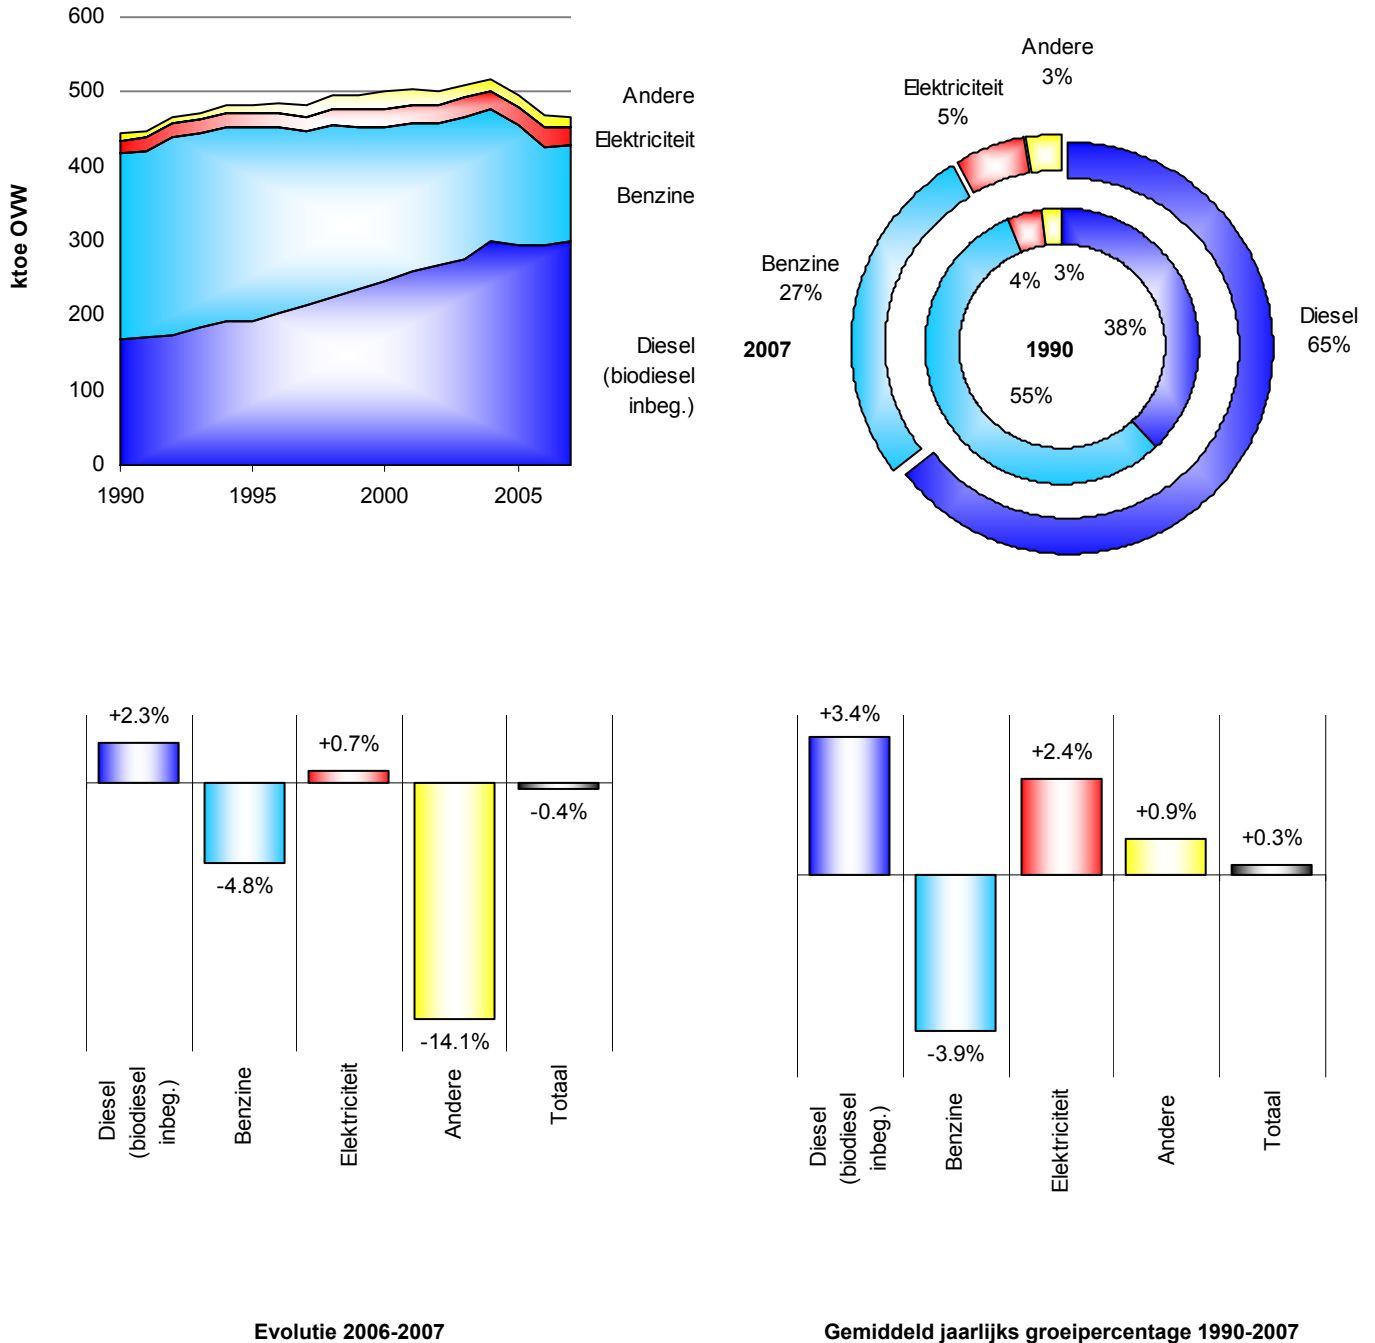 600
500
400
300
200
100
0
ktoe OVW
1990
1995
2000
2005
Andere
Elektriciteit
Benzine
Diesel
(biodiesel
inbeg.)
Andere
3%
Elektriciteit
5%
Benzine
27%
2007
Diesel
65%
4%
3%
38%
1990
55%
+2.3%
-4.8%
+0.7%
-14.1%
-0.4%
Diesel
(biodiesel
inbeg.)
Benzine
Elektriciteit
Andere
Totaal
Evolutie 2006-2007
+3.4%
-3.9%
+2.4%
+0.9%
+0.3%
Diesel
(biodiesel
inbeg.)
Benzine
Elektriciteit
Andere
Totaal
Gemiddeld jaarlijks groeipercentage 1990-2007